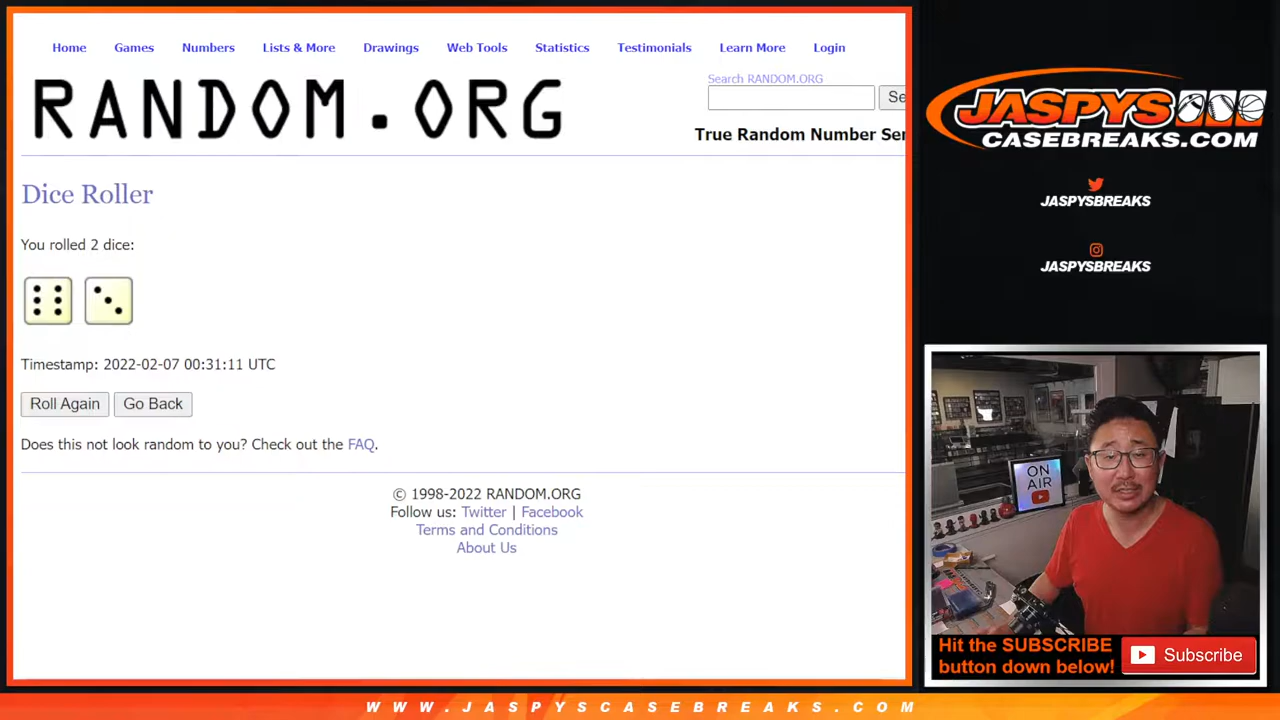 Home Games Numbers Lists & More Drawings Web Tools Statistics Testimonials Learn More Login
RANDOM.ORG
Search RANDOM.ORG
Se
True Random Number Ser
Dice Roller
You rolled 2 dice:
Timestamp: 2022-02-07 00:31:11 UTC
Roll Again Go Back
Does this not look random to you? Check out the FAQ.
© 1998-2022 RANDOM.ORG
Follow us: Twitter | Facebook
Terms and Conditions
About Us
JASPYS
CASEBREAKS.COM
JASPYSBREAKS
JASPYSBREAKS
ON
AIR
Hit the SUBSCRIBE
button down below!
Subscribe
WWW.JASPYSCASEBREAKS.COM